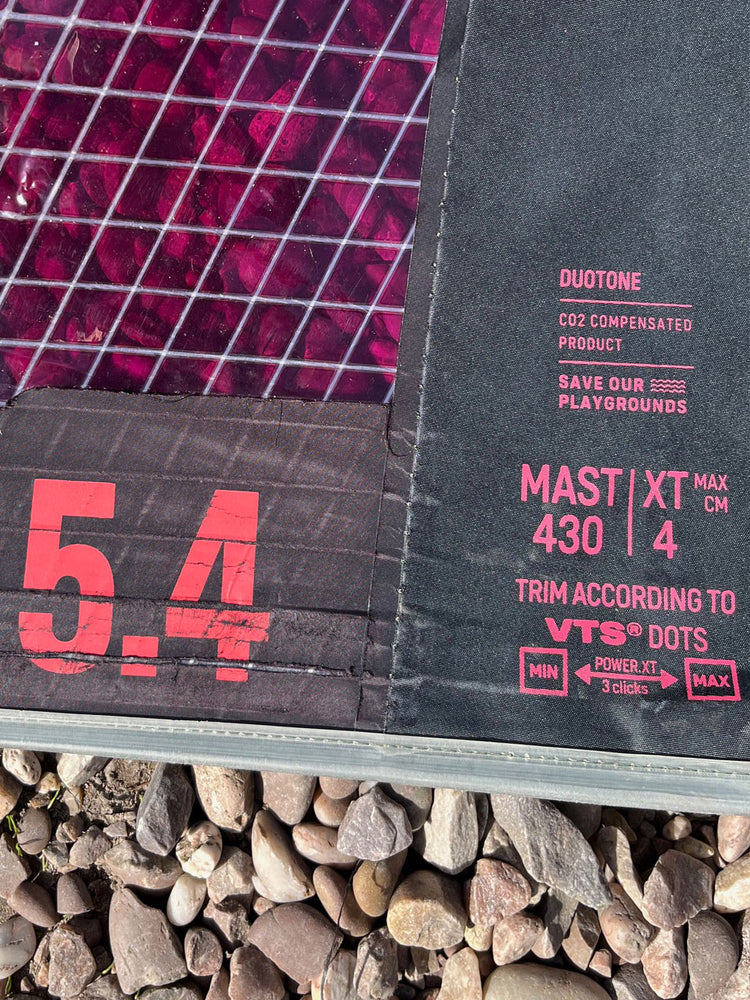 DUOTONE
CO2 COMPENSATED
PRODUCT
SAVE OUR
PLAYGROUNDS
5.4
MAST XT MAX CM
430 4
TRIM ACCORDING TO
VTS® DOTS
MIN POWER.XT MAX
3 clicks